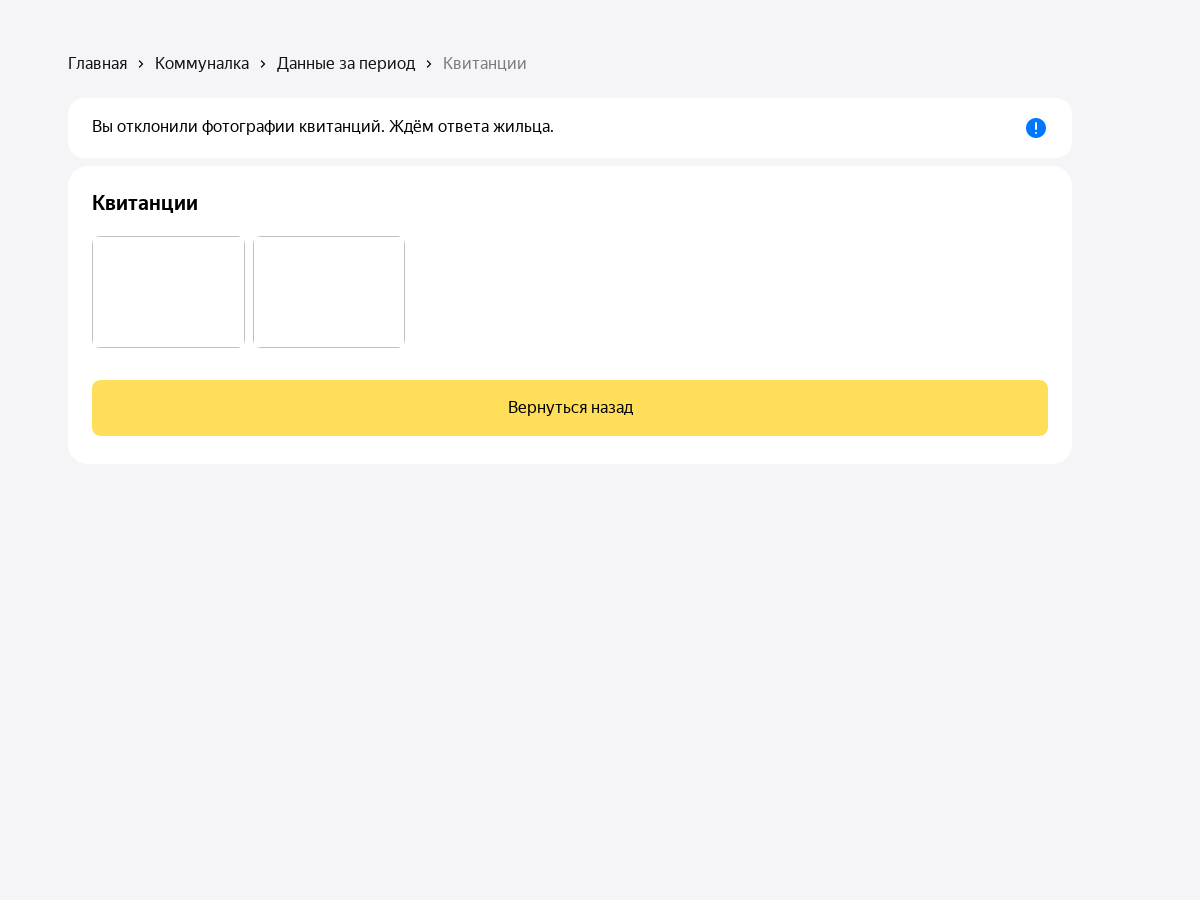 Главная › Коммуналка › Данные за период › Квитанции
Вы отклонили фотографии квитанций. Ждём ответа жильца.
Квитанции
Вернуться назад